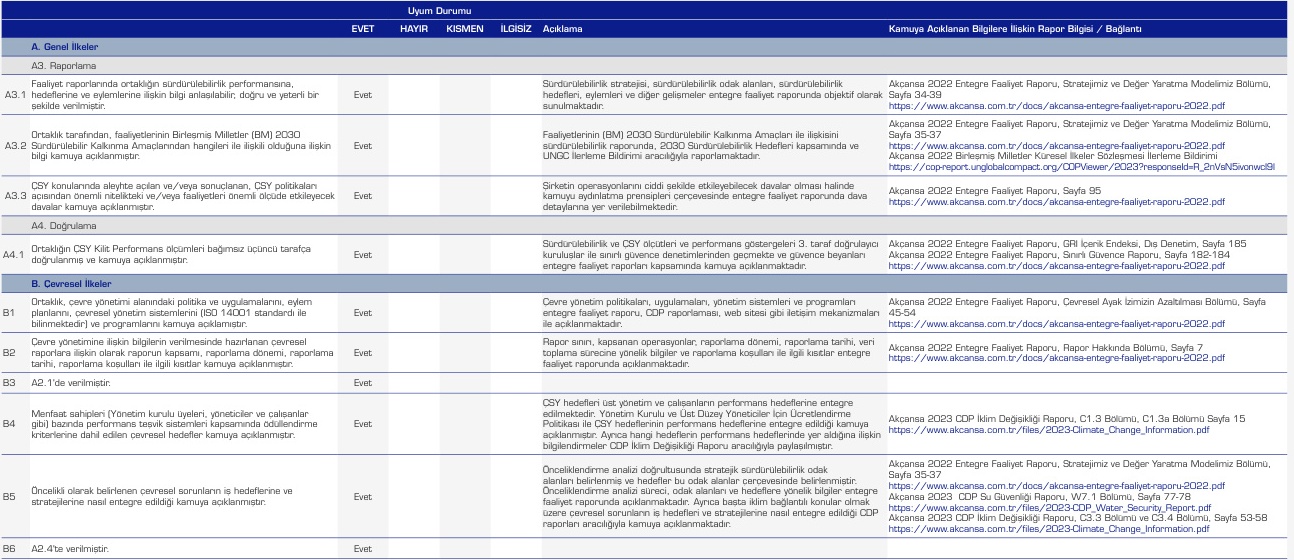 Uyum Durumu
EVET HAYIR KISMEN İLGİSİZ Açıklama Kamuya Açıklanan Bilgilere İlişkin Rapor Bilgisi / Bağlantı
A. Genel İlkeler
A3. Raporlama
A3.1
Faaliyet raporlarında ortaklığın sürdürülebilirlik performansına,
hedeflerine ve eylemlerine ilişkin bilgi anlaşılabilir, doğru ve yeterli bir
şekilde verilmiştir.
Evet
Sürdürülebilirlik stratejisi, sürdürülebilirlik odak alanları, sürdürülebilirlik
hedefleri, eylemleri ve diğer gelişmeler entegre faaliyet raporunda objektif olarak
sunulmaktadır.
Akçansa 2022 Entegre Faaliyet Raporu, Stratejimiz ve Değer Yaratma Modelimiz Bölümü,
Sayfa 34-39
https://www.akcansa.com.tr/docs/akcansa-entegre-faaliyet-raporu-2022.pdf
A3.2
Ortaklık tarafından, faaliyetlerinin Birleşmiş Milletler (BM) 2030
Sürdürülebilir Kalkınma Amaçlarından hangileri ile ilişkili olduğuna ilişkin
bilgi kamuya açıklanmıştır.
Evet
Faaliyetlerinin (BM) 2030 Sürdürülebilir Kalkınma Amaçları ile ilişkisini
sürdürülebilirlik raporunda, 2030 Sürdürülebilirlik Hedefleri kapsamında ve
UNGC İlerleme Bildirimi aracılığıyla raporlamaktadır.
Akçansa 2022 Entegre Faaliyet Raporu, Stratejimiz ve Değer Yaratma Modelimiz Bölümü,
Sayfa 35-37
https://www.akcansa.com.tr/docs/akcansa-entegre-faaliyet-raporu-2022.pdf
Akçansa 2022 Birleşmiş Milletler Küresel İlkeler Sözleşmesi İlerleme Bildirimi
A3.3
ÇSY konularında aleyhte açılan ve/veya sonuçlanan, ÇSY politikaları
açısından önemli nitelikteki ve/veya faaliyetleri önemli ölçüde etkileyecek
davalar kamuya açıklanmıştır.
Evet
Şirketin operasyonlarını ciddi şekilde etkileyebilecek davalar olması halinde
kamuyu aydınlatma prensipleri çerçevesinde entegre faaliyet raporunda dava
detaylarına yer verilebilmektedir.
Akçansa 2022 Entegre Faaliyet Raporu, Sayfa 95
https://www.akcansa.com.tr/docs/akcansa-entegre-faaliyet-raporu-2022.pdf
A4. Doğrulama
A4.1
Ortaklığın ÇSY Kilit Performans ölçümleri bağımsız üçüncü tarafça
doğrulanmış ve kamuya açıklanmıştır.
Evet
Sürdürülebilirlik ve ÇSY ölçütleri ve performans göstergeleri 3. taraf doğrulayıcı
kuruluşlar ile sınırlı güvence denetimlerinden geçmekte ve güvence beyanları
entegre faaliyet raporları kapsamında kamuya açıklanmaktadır.
Akçansa 2022 Entegre Faaliyet Raporu, GRI İçerik Endeksi, Dış Denetim, Sayfa 185
Akçansa 2022 Entegre Faaliyet Raporu, Sınırlı Güvence Raporu, Sayfa 182-184
https://www.akcansa.com.tr/docs/akcansa-entegre-faaliyet-raporu-2022.pdf
B. Çevresel İlkeler
B1
Ortaklık, çevre yönetimi alanındaki politika ve uygulamalarını, eylem
planlarını, çevresel yönetim sistemlerini (ISO 14001 standardı ile
bilinmektedir) ve programlarını kamuya açıklamıştır.
Evet
Çevre yönetim politikaları, uygulamaları, yönetim sistemleri ve programları
entegre faaliyet raporu, CDP raporlaması, web sitesi gibi iletişim mekanizmaları
ile açıklanmaktadır.
Akçansa 2022 Entegre Faaliyet Raporu, Çevresel Ayak İzimizin Azaltılması Bölümü, Sayfa
45-54
https://www.akcansa.com.tr/docs/akcansa-entegre-faaliyet-raporu-2022.pdf
B2
Çevre yönetimine ilişkin bilgilerin verilmesinde hazırlanan çevresel
raporlara ilişkin olarak raporun kapsamı, raporlama dönemi, raporlama
tarihi, raporlama koşulları ile ilgili kısıtlar kamuya açıklanmıştır.
Evet
Rapor sınırı, kapsanan operasyonlar, raporlama dönemi, raporlama tarihi, veri
toplama sürecine yönelik bilgiler ve raporlama koşulları ile ilgili kısıtlar entegre
faaliyet raporunda açıklanmaktadır.
Akçansa 2022 Entegre Faaliyet Raporu, Rapor Hakkında Bölümü, Sayfa 7
https://www.akcansa.com.tr/docs/akcansa-entegre-faaliyet-raporu-2022.pdf
B3 A2.1'de verilmiştir. Evet
B4
Menfaat sahipleri (Yönetim kurulu üyeleri, yöneticiler ve çalışanlar
gibi) bazında performans teşvik sistemleri kapsamında ödüllendirme
kriterlerine dahil edilen çevresel hedefler kamuya açıklanmıştır.
Evet
ÇSY hedefleri üst yönetim ve çalışanların performans hedeflerine entegre
edilmektedir. Yönetim Kurulu ve Üst Düzey Yöneticiler İçin Ücretlendirme
Politikası ile ÇSY hedeflerinin performans hedeflerine entegre edildiği kamuya
açıklanmıştır. Ayrıca hangi hedeflerin performans hedeflerinde yer aldığına ilişkin
bilgilendirmeler CDP İklim Değişikliği Raporu aracılığıyla paylaşılmıştır.
Akçansa 2023 CDP İklim Değişikliği Raporu, C1.3 Bölümü, C1.3a Bölümü Sayfa 15
https://www.akcansa.com.tr/files/2023-Climate_Change_Information.pdf
B5
Öncelikli olarak belirlenen çevresel sorunların iş hedeflerine ve
stratejilerine nasıl entegre edildiği kamuya açıklanmıştır.
Evet
Önceliklendirme analizi doğrultusunda stratejik sürdürülebilirlik odak
alanları belirlenmiş ve hedefler bu odak alanlar çerçevesinde belirlenmiştir.
Önceliklendirme analizi süreci, odak alanları ve hedeflere yönelik bilgiler entegre
faaliyet raporunda açıklanmaktadır. Ayrıca başta iklim bağlantılı konular olmak
üzere çevresel sorunların iş hedefleri ve stratejilerine nasıl entegre edildiği CDP
raporları aracılığıyla kamuya açıklanmaktadır.
Akçansa 2022 Entegre Faaliyet Raporu, Stratejimiz ve Değer Yaratma Modelimiz Bölümü,
Sayfa 35-37
https://www.akcansa.com.tr/docs/akcansa-entegre-faaliyet-raporu-2022.pdf
Akçansa 2023 CDP Su Güvenliği Raporu, W7.1 Bölümü, Sayfa 77-78
https://www.akcansa.com.tr/files/2023-CDP_Water_Security_Report.pdf
Akçansa 2023 CDP İklim Değişikliği Raporu, C3.3 Bölümü ve C3.4 Bölümü, Sayfa 53-58
https://www.akcansa.com.tr/files/2023-Climate_Change_Information.pdf
B6 A2.4'te verilmiştir. Evet